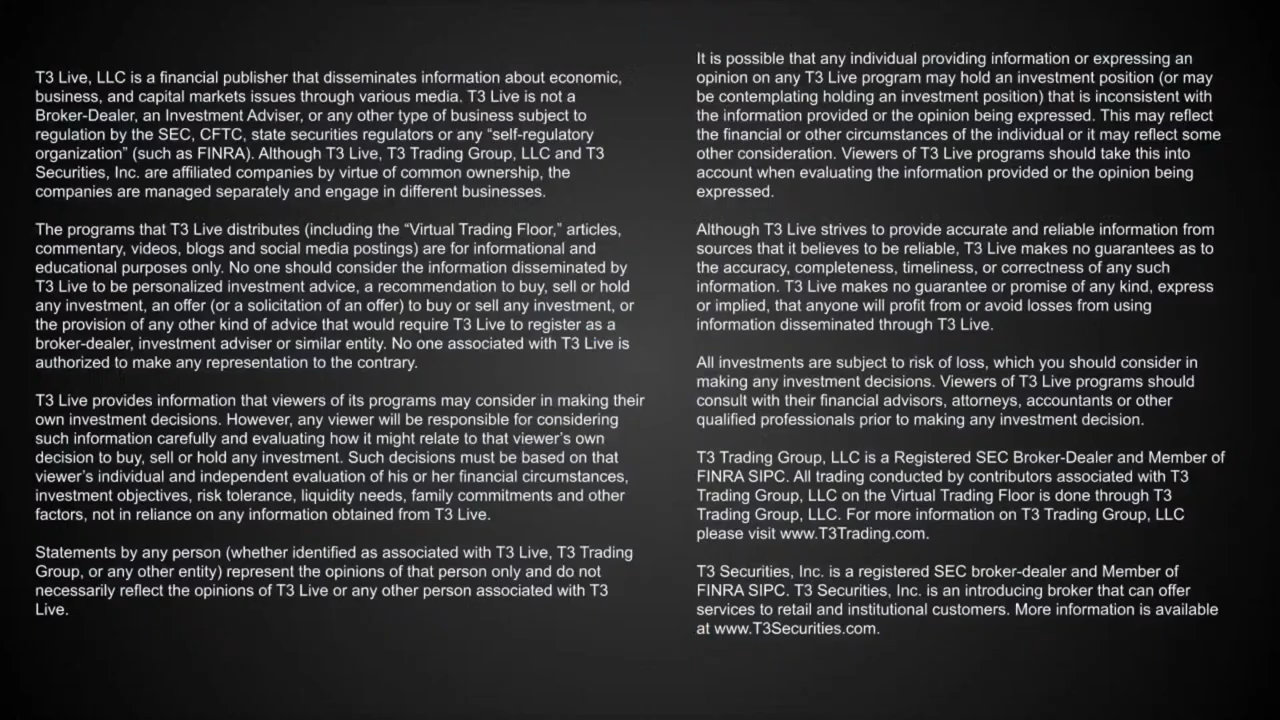 T3 Live, LLC is a financial publisher that disseminates information about economic,
business, and capital markets issues through various media. T3 Live is not a
Broker-Dealer, an Investment Adviser, or any other type of business subject to
regulation by the SEC, CFTC, state securities regulators or any “self-regulatory
organization” (such as FINRA). Although T3 Live, T3 Trading Group, LLC and T3
Securities, Inc. are affiliated companies by virtue of common ownership, the
companies are managed separately and engage in different businesses.
The programs that T3 Live distributes (including the “Virtual Trading Floor,” articles,
commentary, videos, blogs and social media postings) are for informational and
educational purposes only. No one should consider the information disseminated by
T3 Live to be personalized investment advice, a recommendation to buy, sell or hold
any investment, an offer (or a solicitation of an offer) to buy or sell any investment, or
the provision of any other kind of advice that would require T3 Live to register as a
broker-dealer, investment adviser or similar entity. No one associated with T3 Live is
authorized to make any representation to the contrary.
T3 Live provides information that viewers of its programs may consider in making their
own investment decisions. However, any viewer will be responsible for considering
such information carefully and evaluating how it might relate to that viewer’s own
decision to buy, sell or hold any investment. Such decisions must be based on that
viewer’s individual and independent evaluation of his or her financial circumstances,
investment objectives, risk tolerance, liquidity needs, family commitments and other
factors, not in reliance on any information obtained from T3 Live.
Statements by any person (whether identified as associated with T3 Live, T3 Trading
Group, or any other entity) represent the opinions of that person only and do not
necessarily reflect the opinions of T3 Live or any other person associated with T3
Live.
It is possible that any individual providing information or expressing an
opinion on any T3 Live program may hold an investment position (or may
be contemplating holding an investment position) that is inconsistent with
the information provided or the opinion being expressed. This may reflect
the financial or other circumstances of the individual or it may reflect some
other consideration. Viewers of T3 Live programs should take this into
account when evaluating the information provided or the opinion being
expressed.
Although T3 Live strives to provide accurate and reliable information from
sources that it believes to be reliable, T3 Live makes no guarantees as to
the accuracy, completeness, timeliness, or correctness of any such
information. T3 Live makes no guarantee or promise of any kind, express
or implied, that anyone will profit from or avoid losses from using
information disseminated through T3 Live.
All investments are subject to risk of loss, which you should consider in
making any investment decisions. Viewers of T3 Live programs should
consult with their financial advisors, attorneys, accountants or other
qualified professionals prior to making any investment decision.
T3 Trading Group, LLC is a Registered SEC Broker-Dealer and Member of
FINRA SIPC. All trading conducted by contributors associated with T3
Trading Group, LLC on the Virtual Trading Floor is done through T3
Trading Group, LLC. For more information on T3 Trading Group, LLC
please visit www.T3Trading.com.
T3 Securities, Inc. is a registered SEC broker-dealer and Member of
FINRA SIPC. T3 Securities, Inc. is an introducing broker that can offer
services to retail and institutional customers. More information is available
at www.T3Securities.com.